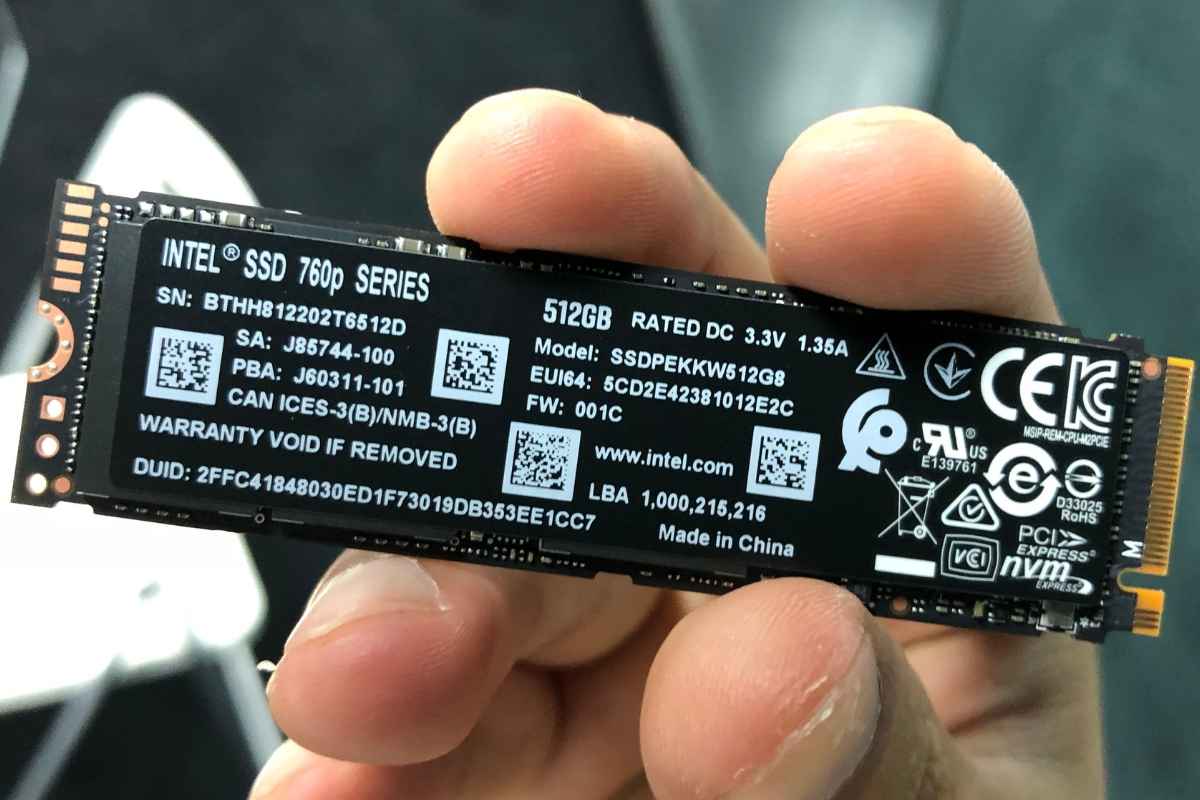 INTEL® SSD 760p SERIES
SN: BTHH812202T6512D
SA: J85744-100
PBA: J60311-101
CAN ICES-3(B)/NMB-3(B)
WARRANTY VOID IF REMOVED
DUID: 2FFC41848030ED1F73019DB353EE1CC7
512GB RATED DC 3.3V 1.35A
Model: SSDPEKKW512G8
EUI64: 5CD2E42381012E2C
FW: 001C
www.intel.com
LBA 1,000,215,216
Made in China
CE
MSIP-REM-CPU-M2PCIE
c RU® US
E139761
e
D33025
RoHS
VCI
PCI
EXPRESS®
nvm
EXPRESS
M